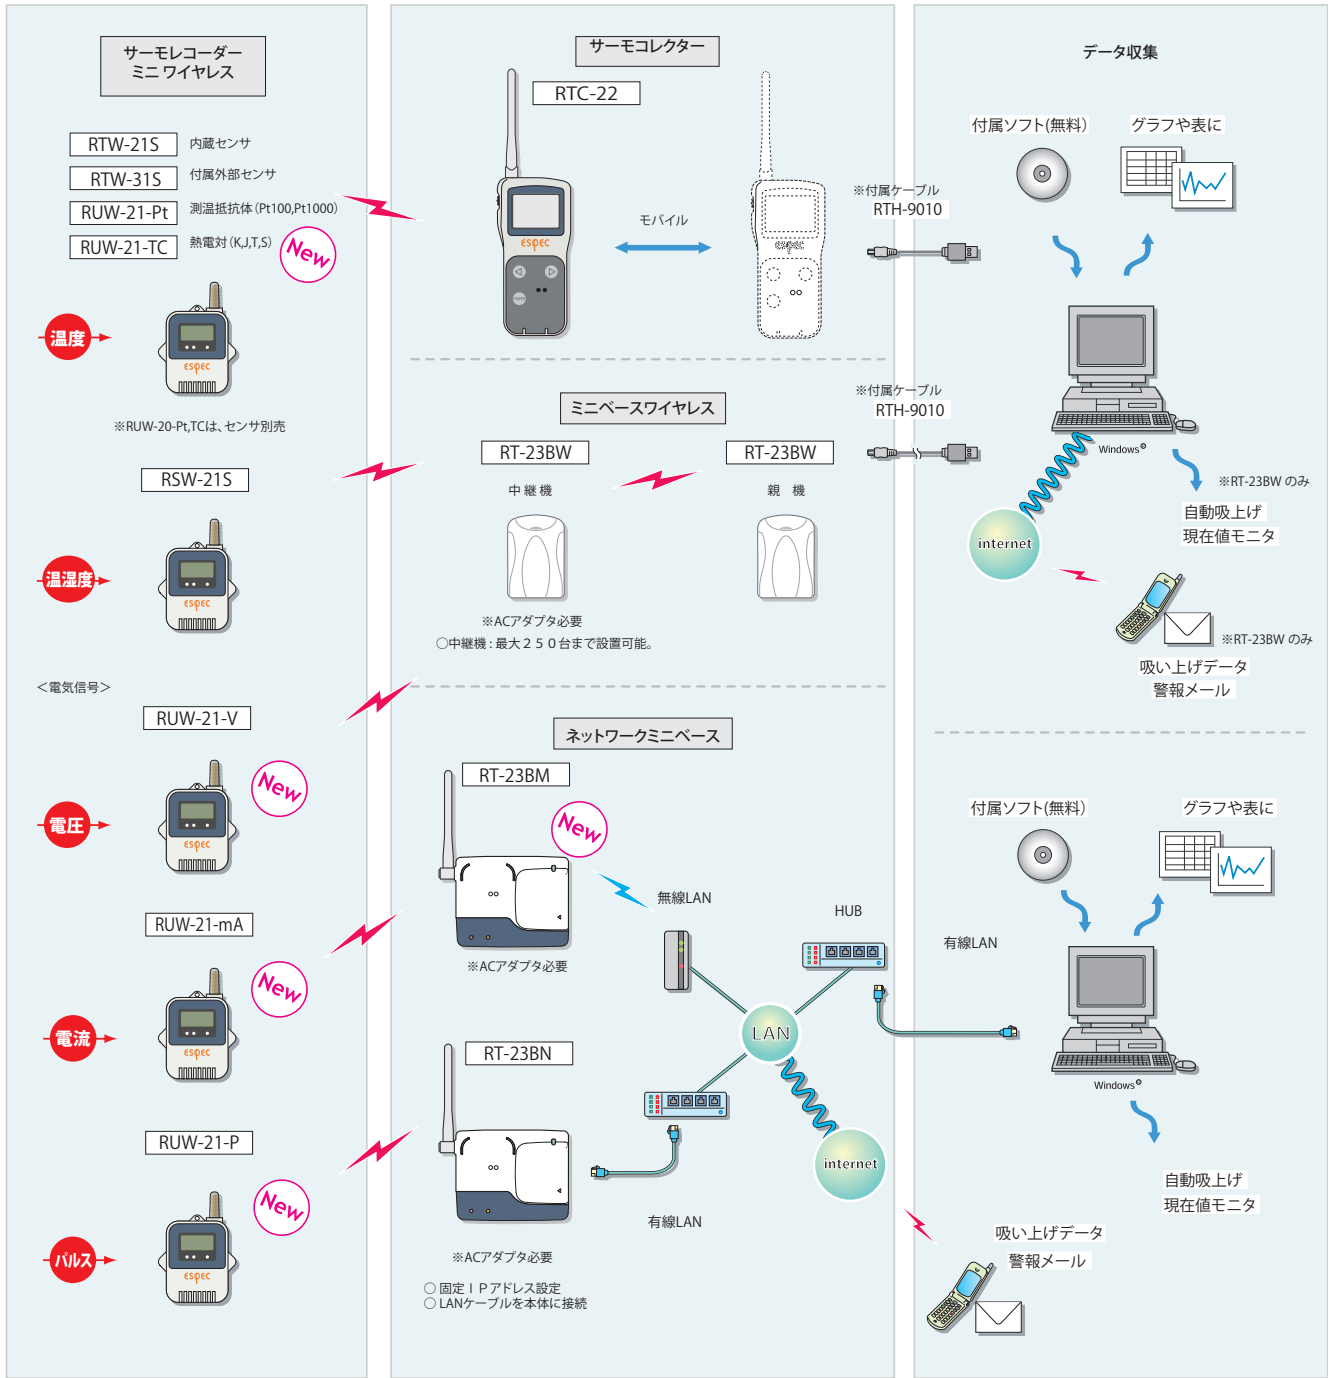 サーモレコーダー
ミニ ワイヤレス
RTW-21S 内蔵センサ
RTW-31S 付属外部センサ
RUW-21-Pt 測温抵抗体(Pt100,Pt1000)
RUW-21-TC 熱電対(K,J,T,S)
New
温度
espec
※RUW-20-Pt,TCは、センサ別売
RSW-21S
温湿度
espec
<電気信号>
RUW-21-V
New
電圧
espec
RUW-21-mA
New
電流
espec
RUW-21-P
New
パルス
espec
サーモコレクター
RTC-22
モバイル
espec
espec
POWER
※付属ケーブル
RTH-9010
ミニベースワイヤレス
※付属ケーブル
RTH-9010
RT-23BW
中 継 機
RT-23BW
親 機
※ACアダプタ必要
○中継機:最大250台まで設置可能。
ネットワークミニベース
RT-23BM
New
無線LAN
※ACアダプタ必要
HUB
LAN
RT-23BN
internet
有線LAN
※ACアダプタ必要
○ 固定IPアドレス設定
○ LANケーブルを本体に接続
データ収集
付属ソフト(無料)
グラフや表に
Windows®
※RT-23BW のみ
自動吸上げ
現在値モニタ
internet
※RT-23BW のみ
吸い上げデータ
警報メール
付属ソフト(無料)
グラフや表に
有線LAN
Windows®
自動吸上げ
現在値モニタ
吸い上げデータ
警報メール